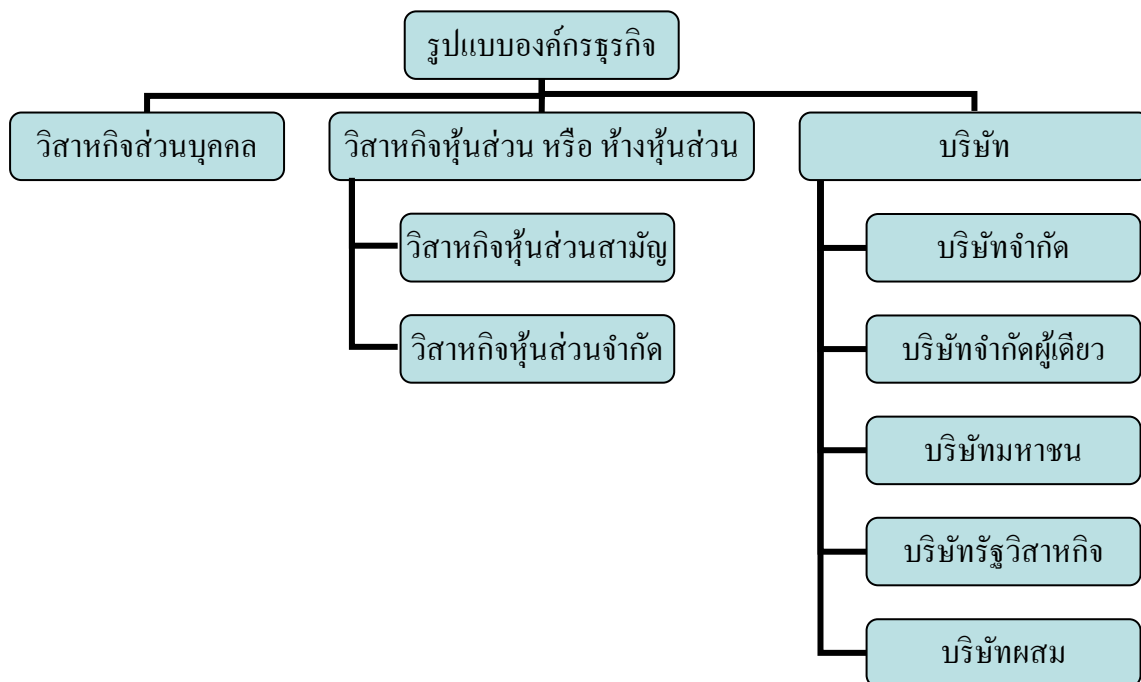 รูปแบบองค์กรธุรกิจ
วิสาหกิจส่วนบุคคล
วิสาหกิจหุ้นส่วน หรือ ห้างหุ้นส่วน
บริษัท
วิสาหกิจหุ้นส่วนสามัญ
วิสาหกิจหุ้นส่วนจำกัด
บริษัทจำกัด
บริษัทจำกัดผู้เดียว
บริษัทมหาชน
บริษัทรัฐวิสาหกิจ
บริษัทผสม